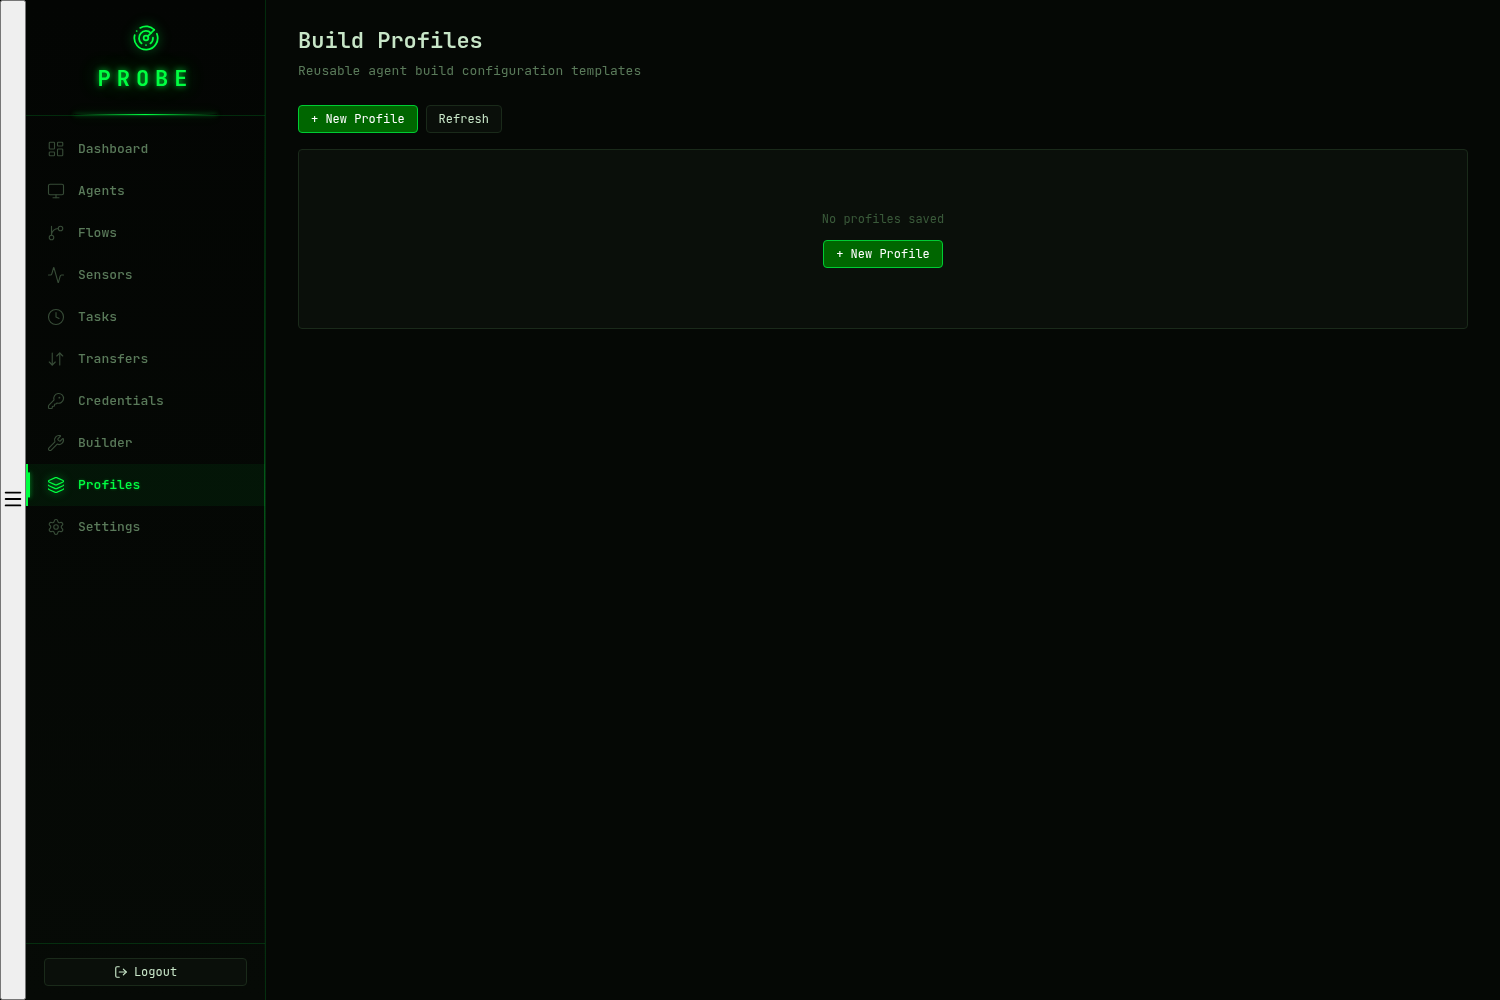 PROBE
Dashboard
Agents
Flows
Sensors
Tasks
Transfers
Credentials
Builder
Profiles
Settings
Logout
Build Profiles
Reusable agent build configuration templates
+ New Profile
Refresh
No profiles saved
+ New Profile